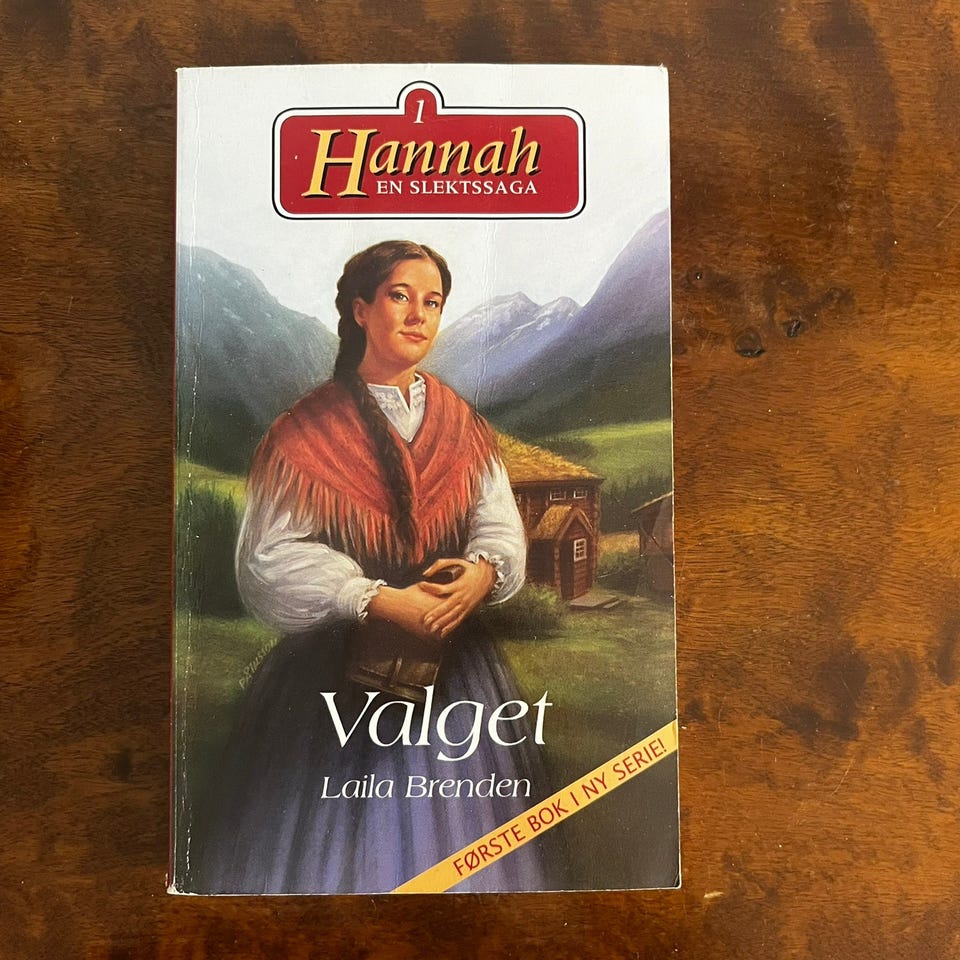 1
Hannah
EN SLEKTSSAGA
Valget
Laila Brenden
FØRSTE BOK I NY SERIE!